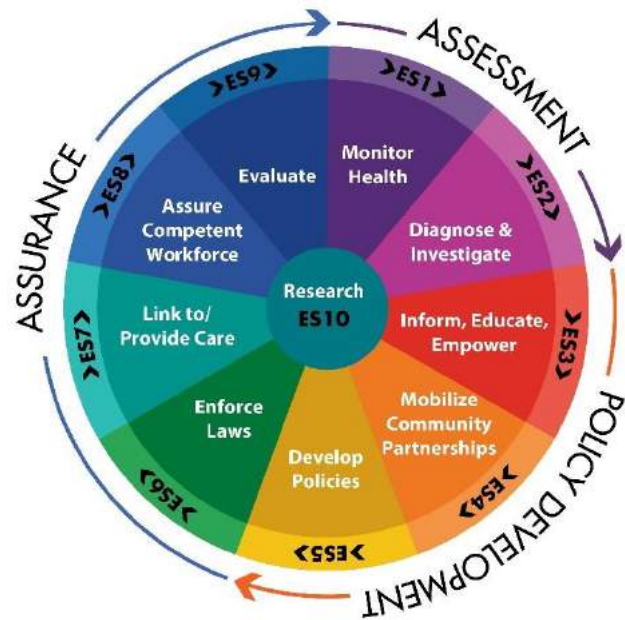 ASSESSMENT
POLICY DEVELOPMENT
ASSURANCE
>ES1>
Monitor
Health
>ES2>
Diagnose &
Investigate
>ES3>
Inform, Educate,
Empower
>ES4>
Mobilize
Community
Partnerships
>ES5>
Develop
Policies
>ES6>
Enforce
Laws
>ES7>
Link to/
Provide Care
>ES8>
Assure
Competent
Workforce
>ES9>
Evaluate
Research
ES10